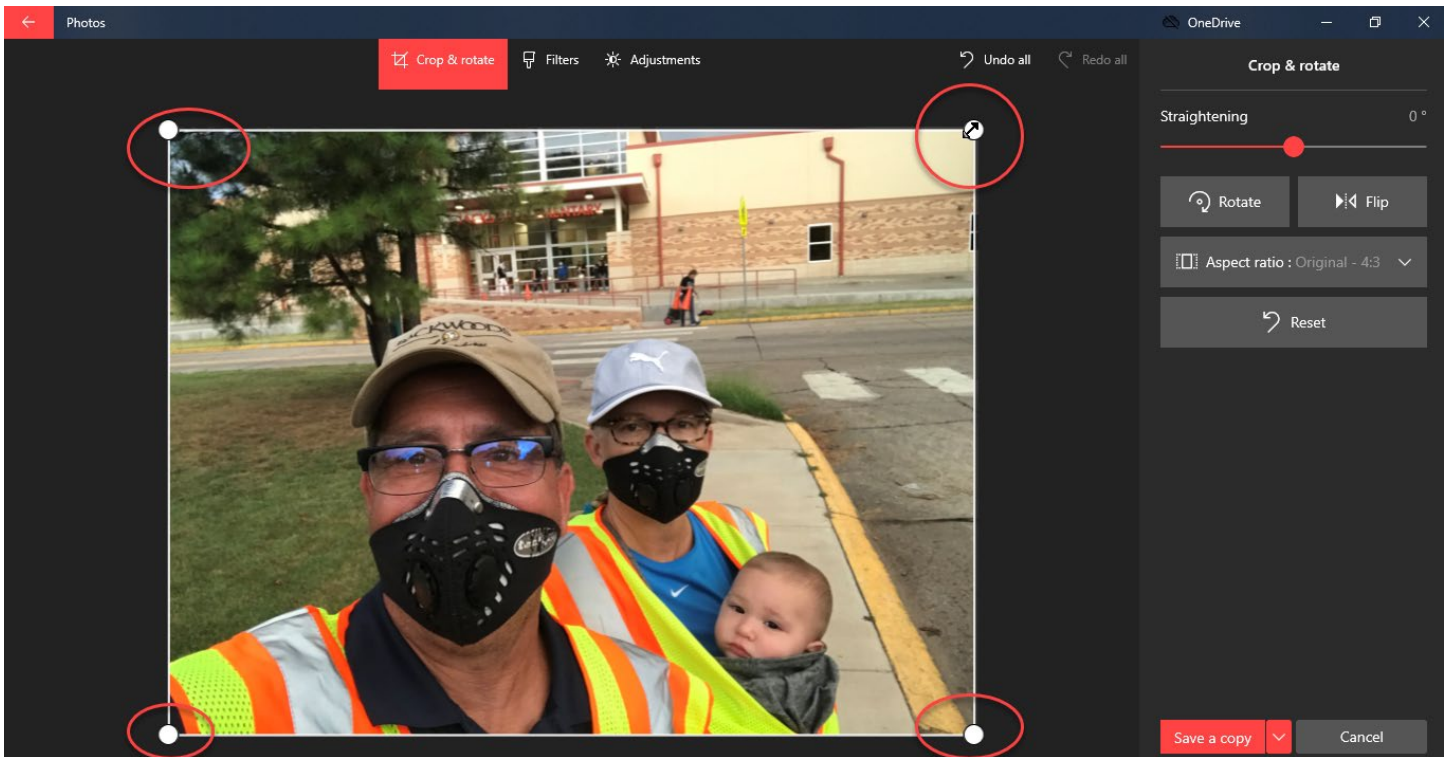 Photos
OneDrive
Crop & rotate
Filters
Adjustments
Undo all
Redo all
Crop & rotate
Straightening
0 °
Rotate
Flip
Aspect ratio : Original - 4:3
Reset
BACKWOODS
Save a copy
Cancel